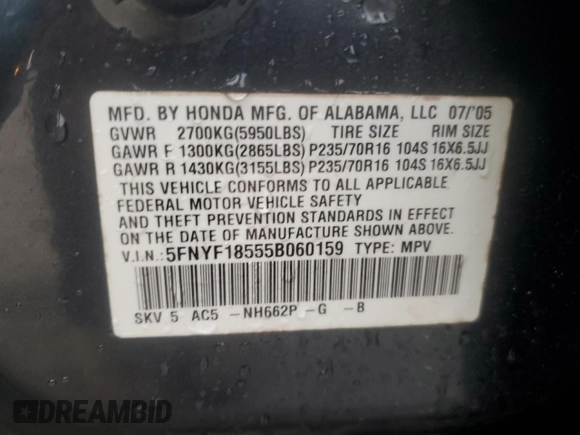 MFD. BY HONDA MFG. OF ALABAMA, LLC 07/'05
GVWR 2700KG(5950LBS) TIRE SIZE RIM SIZE
GAWR F 1300KG(2865LBS) P235/70R16 104S 16X6.5JJ
GAWR R 1430KG(3155LBS) P235/70R16 104S 16X6.5JJ
THIS VEHICLE CONFORMS TO ALL APPLICABLE
FEDERAL MOTOR VEHICLE SAFETY
AND THEFT PREVENTION STANDARDS IN EFFECT
ON THE DATE OF MANUFACTURE SHOWN ABOVE.
V.I.N.: 5FNYF18555B060159 TYPE: MPV
SKV 5 AC5 -NH662P -G -B
DREAMBID